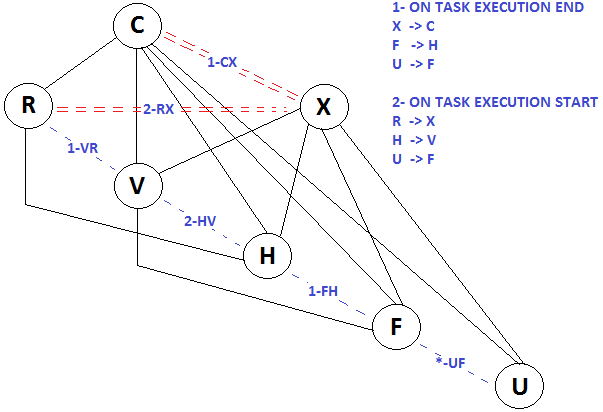 1- ON TASK EXECUTION END
X -> C
F -> H
U -> F
2- ON TASK EXECUTION START
R -> X
H -> V
U -> F
C
1-CX
R
2-RX
X
1-VR
V
2-HV
H
1-FH
F
*-UF
U